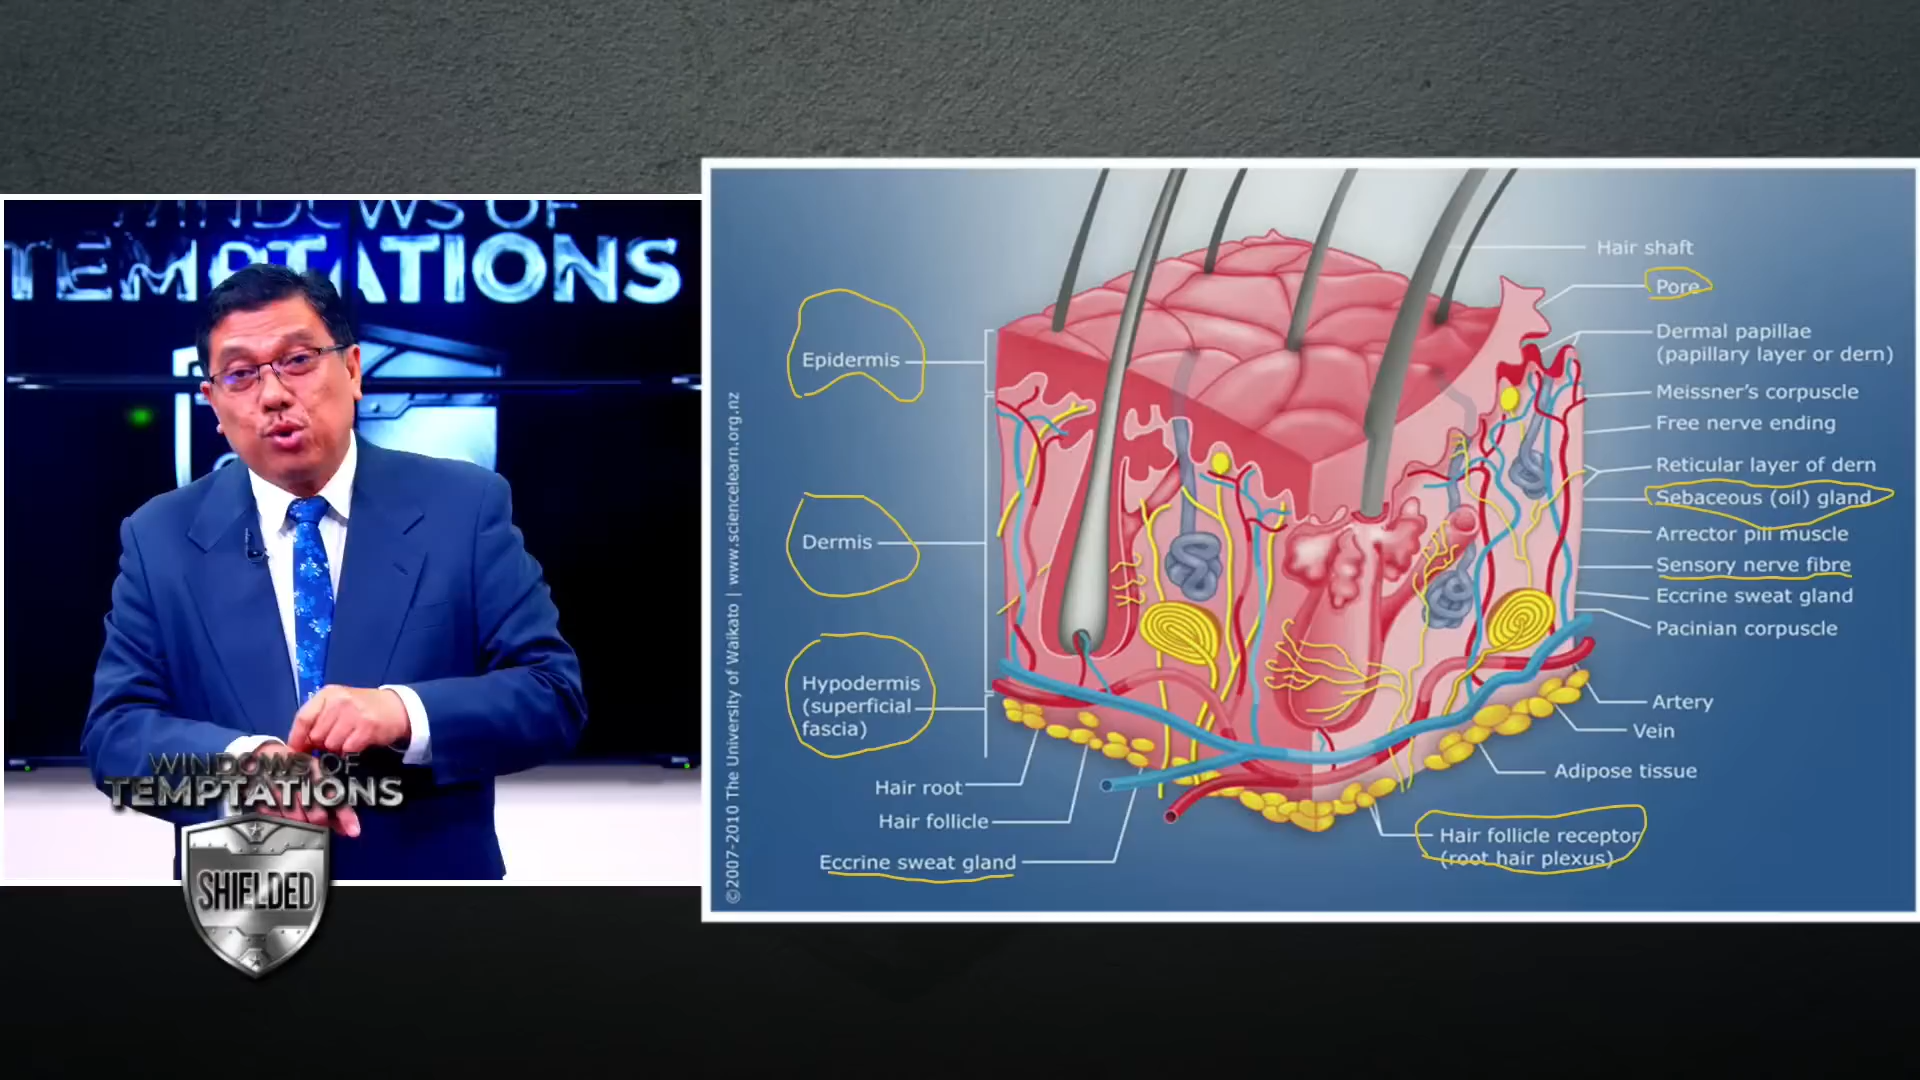 WINDOWS OF
TEMPTATIONS
WINDOWS OF
TEMPTATIONS
SHIELDED
©2007-2010 The University of Waikato | www.sciencelearn.org.nz
Epidermis
Dermis
Hypodermis
(superficial
fascia)
Hair root
Hair follicle
Eccrine sweat gland
Hair shaft
Pore
Dermal papillae
(papillary layer or dern)
Meissner's corpuscle
Free nerve ending
Reticular layer of dern
Sebaceous (oil) gland
Arrector pili muscle
Sensory nerve fibre
Eccrine sweat gland
Pacinian corpuscle
Artery
Vein
Adipose tissue
Hair follicle receptor
(root hair plexus)